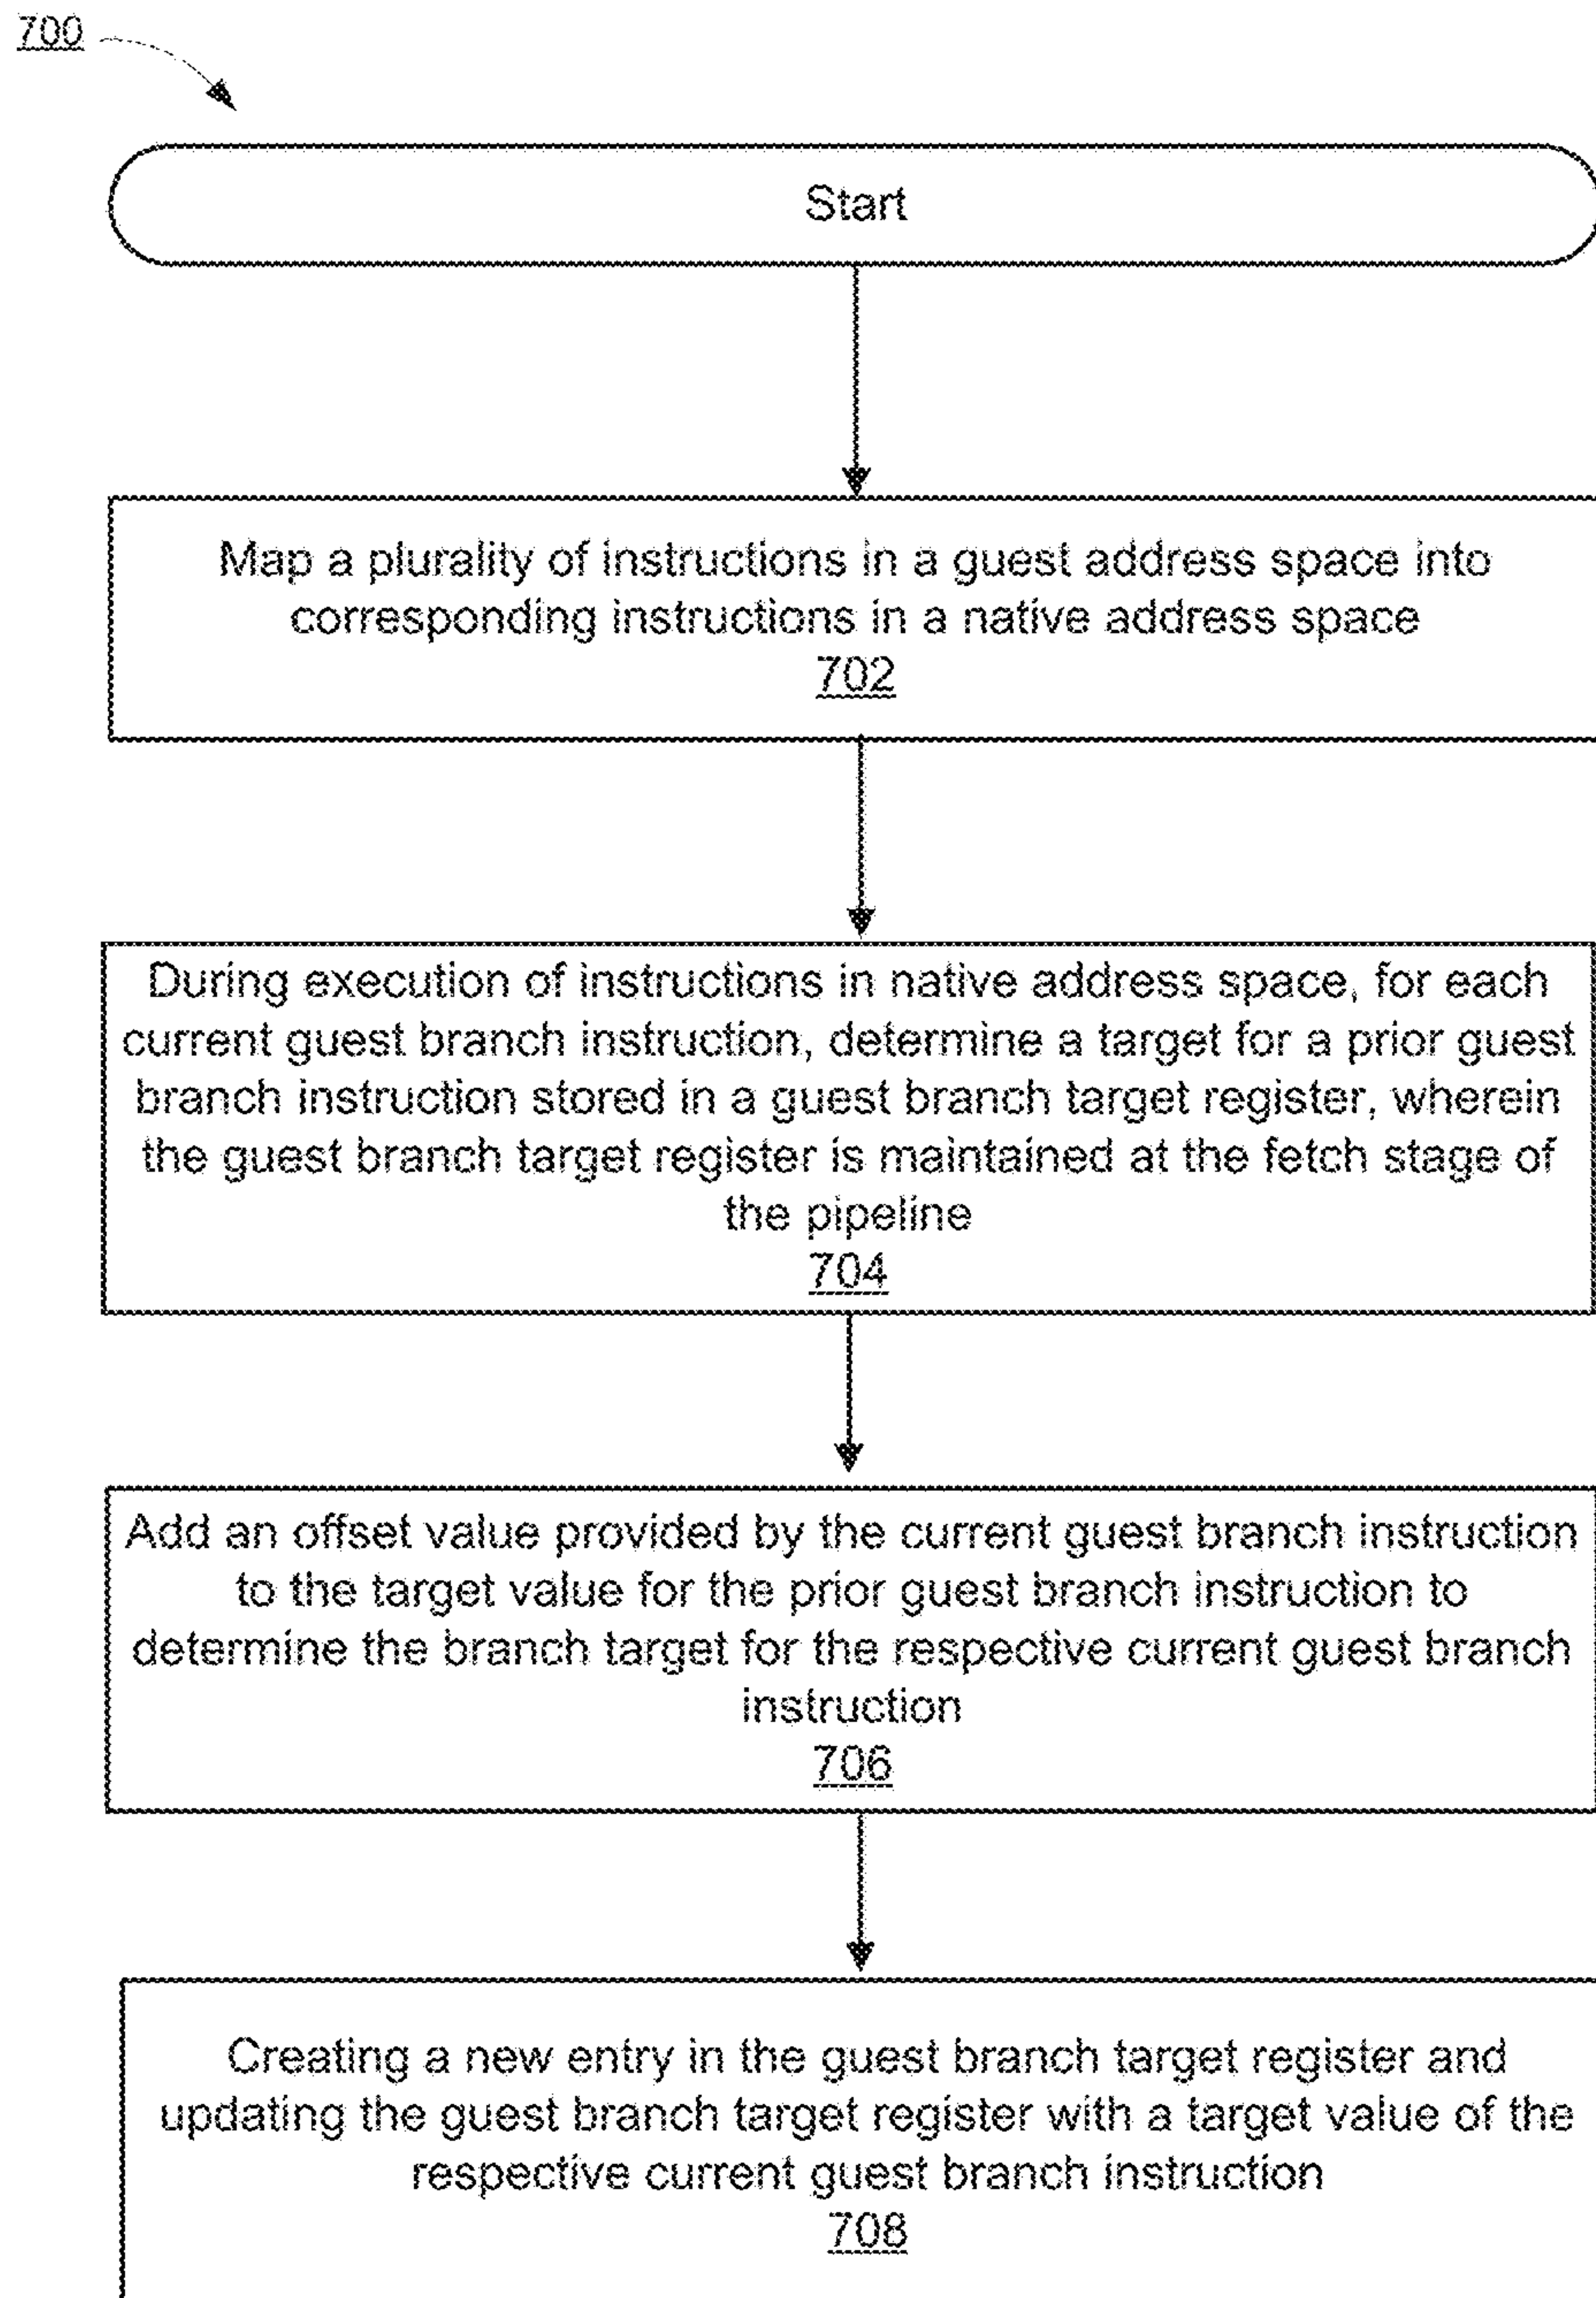 700
Start
Map a plurality of instructions in a guest address space into
corresponding instructions in a native address space
702
During execution of instructions in native address space, for each
current guest branch instruction, determine a target for a prior guest
branch instruction stored in a guest branch target register, wherein
the guest branch target register is maintained at the fetch stage of
the pipeline
704
Add an offset value provided by the current guest branch instruction
to the target value for the prior guest branch instruction to
determine the branch target for the respective current guest branch
instruction
706
Creating a new entry in the guest branch target register and
updating the guest branch target register with a target value of the
respective current guest branch instruction
708